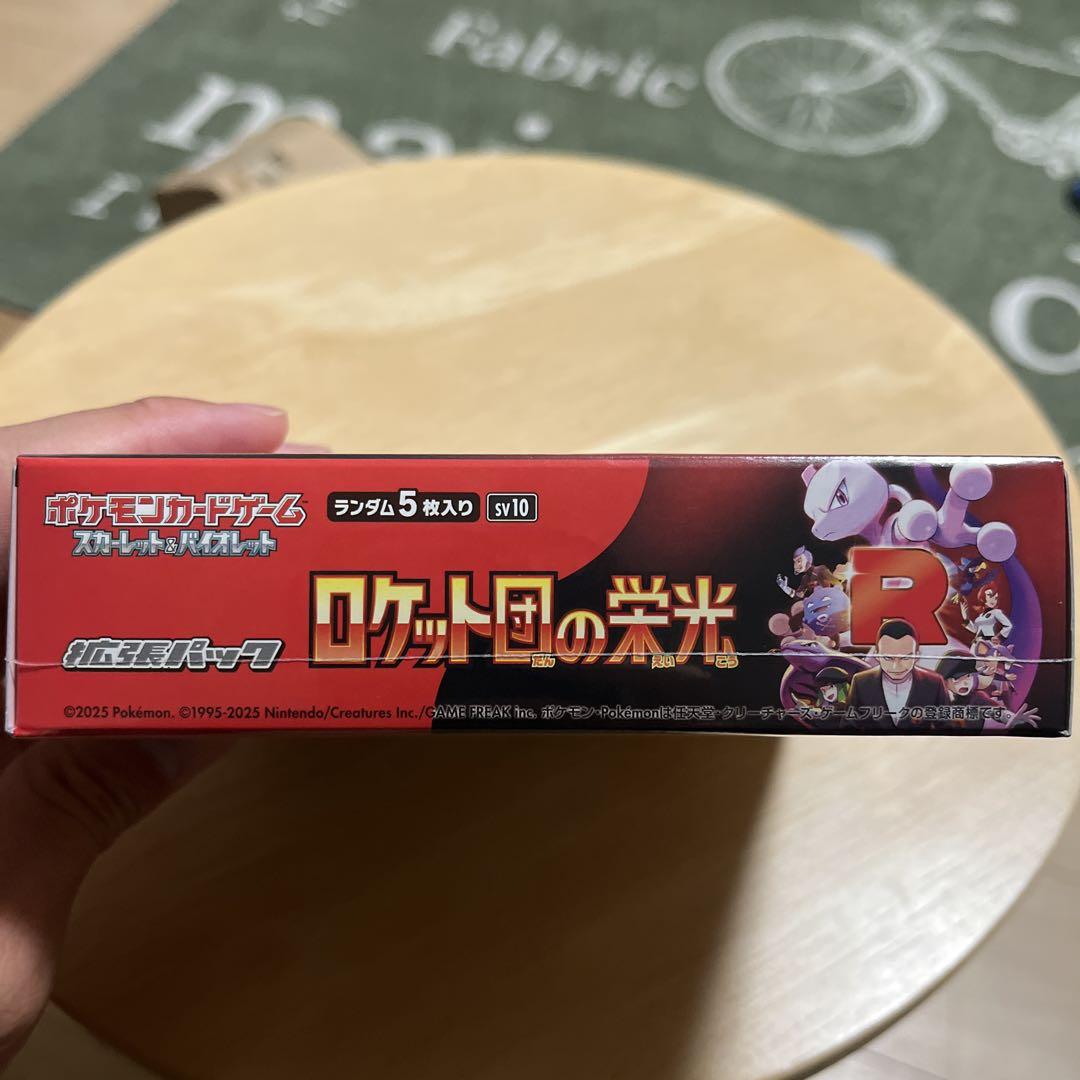 Fabric
ma
ポケモンカードゲーム™
スカーレット&バイオレット
ランダム5枚入り
SV10
拡張パック
ロケット団の栄光
だん えいこう
R
©2025 Pokémon. ©1995-2025 Nintendo/Creatures Inc./GAME FREAK inc. ポケモン・Pokémonは任天堂・クリーチャーズ・ゲームフリークの登録商標です。